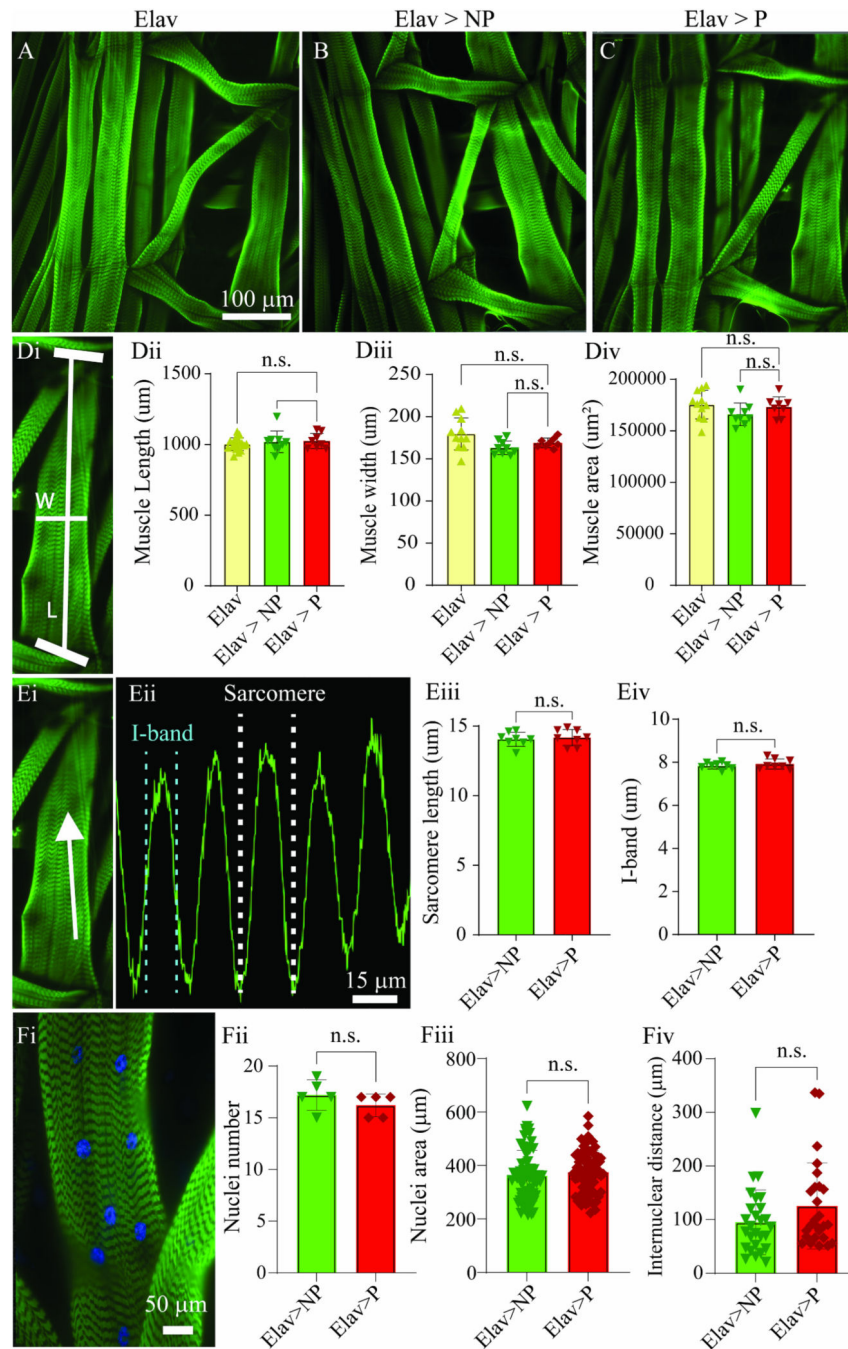 Elav
Elav > NP
Elav > P
A
B
C
100 µm
Di
W
L
Dii
n.s.
1500
1000
500
0
Muscle Length (um)
Elav
Elav > NP
Elav > P
Diii
n.s.
n.s.
250
200
150
100
50
0
Muscle width (um)
Elav
Elav > NP
Elav > P
Div
n.s.
n.s.
200000
150000
100000
50000
0
Muscle area (um²)
Elav
Elav > NP
Elav > P
Ei
Eii
Sarcomere
I-band
15 µm
Eiii
n.s.
15
10
5
0
Sarcomere length (um)
Elav>NP
Elav>P
Eiv
n.s.
10
8
6
4
2
0
I-band (um)
Elav>NP
Elav>P
Fi
50 µm
Fii
n.s.
20
15
10
5
0
Nuclei number
Elav>NP
Elav>P
Fiii
n.s.
800
600
400
200
0
Nuclei area (µm)
Elav>NP
Elav>P
Fiv
n.s.
400
300
200
100
0
Internuclear distance (µm)
Elav>NP
Elav>P